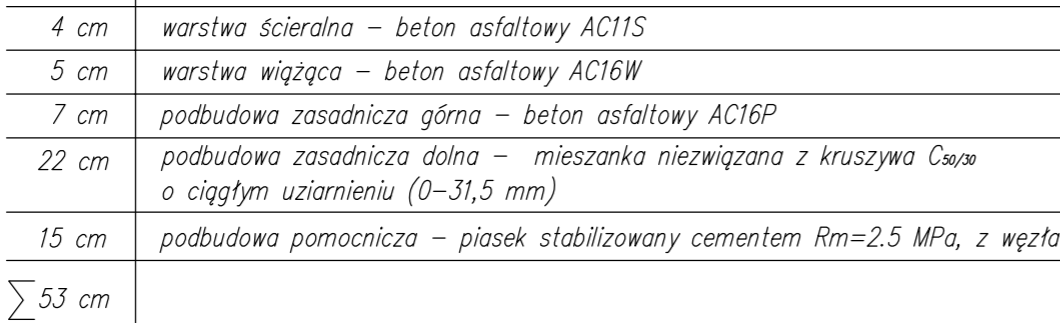 4 cm warstwa ścieralna – beton asfaltowy AC11S
5 cm warstwa wiążąca – beton asfaltowy AC16W
7 cm podbudowa zasadnicza górna – beton asfaltowy AC16P
22 cm podbudowa zasadnicza dolna – mieszanka niezwiązana z kruszywa C50/30
o ciągłym uziarnieniu (0–31,5 mm)
15 cm podbudowa pomocnicza – piasek stabilizowany cementem Rm=2.5 MPa, z węzła
∑53 cm